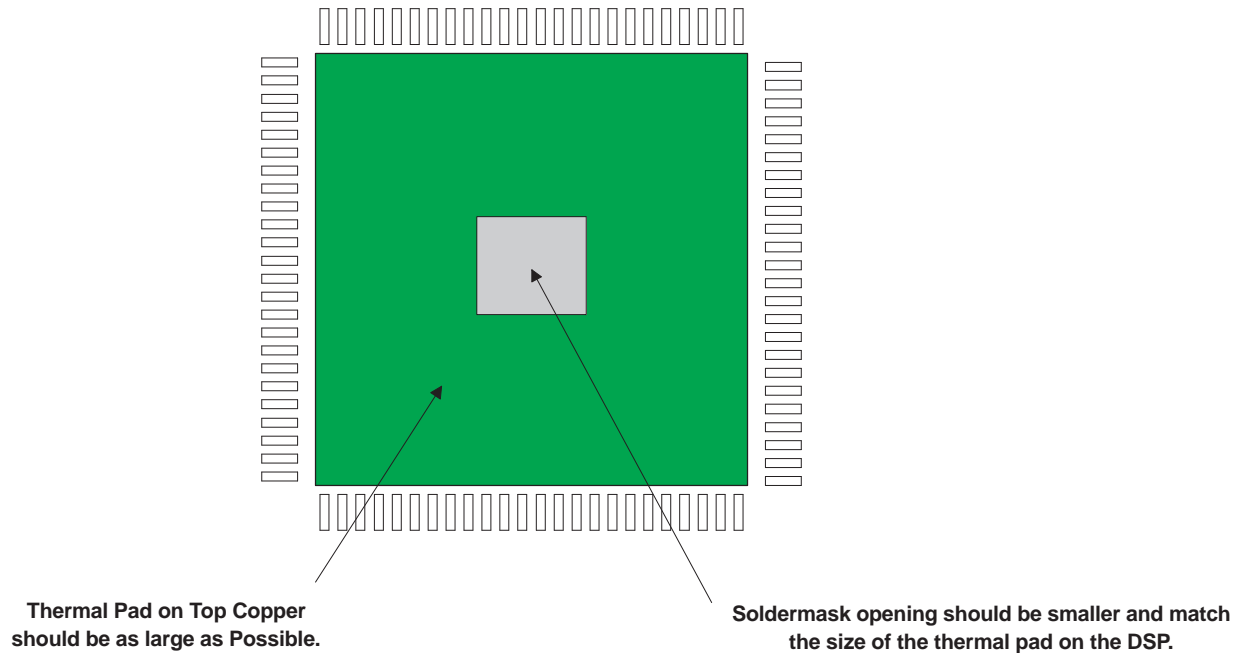 Thermal Pad on Top Copper
should be as large as Possible.
Soldermask opening should be smaller and match
the size of the thermal pad on the DSP.